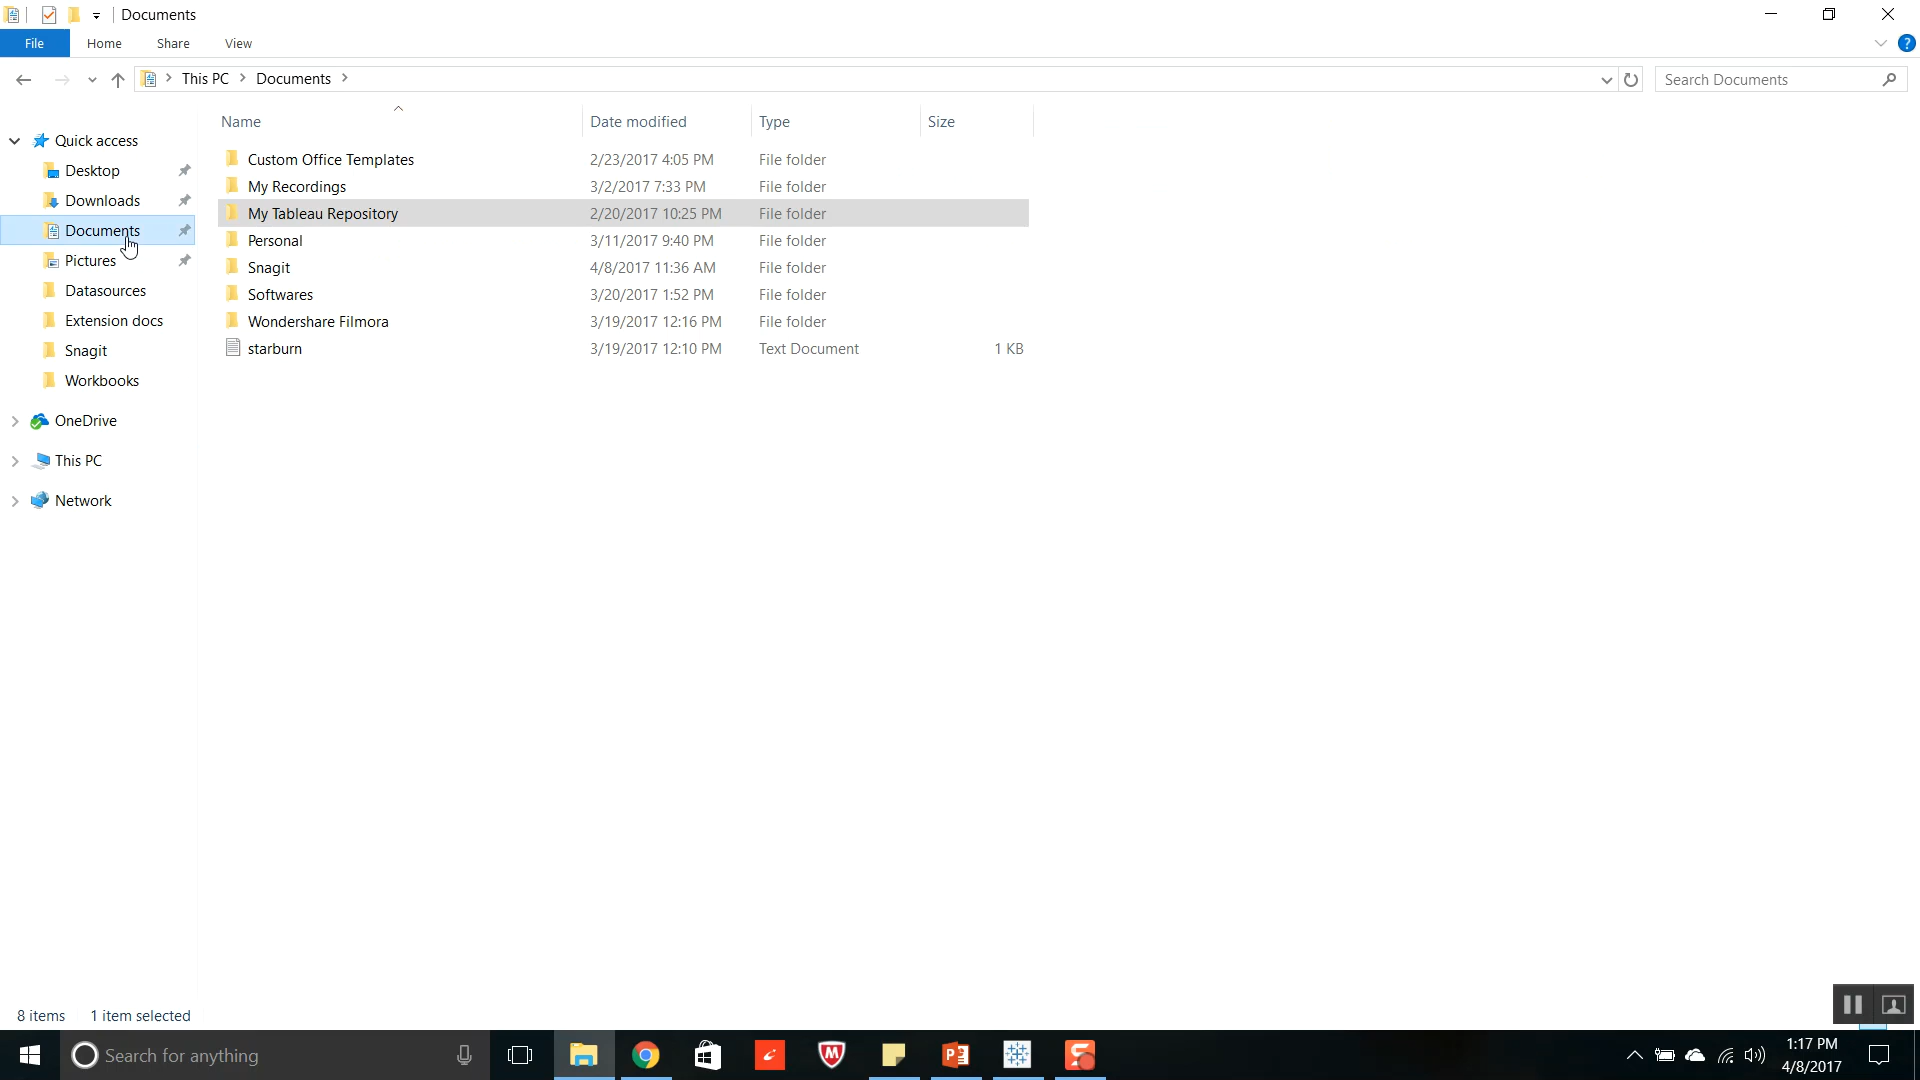 Documents
File Home Share View
This PC Documents
Search Documents
Name Date modified Type Size
Quick access
Desktop
Downloads
Documents
Pictures
Datasources
Extension docs
Snagit
Workbooks
OneDrive
This PC
Network
Custom Office Templates 2/23/2017 4:05 PM File folder
My Recordings 3/2/2017 7:33 PM File folder
My Tableau Repository 2/20/2017 10:25 PM File folder
Personal 3/11/2017 9:40 PM File folder
Snagit 4/8/2017 11:36 AM File folder
Softwares 3/20/2017 1:52 PM File folder
Wondershare Filmora 3/19/2017 12:16 PM File folder
starburn 3/19/2017 12:10 PM Text Document 1 KB
8 items 1 item selected
Search for anything
1:17 PM
4/8/2017